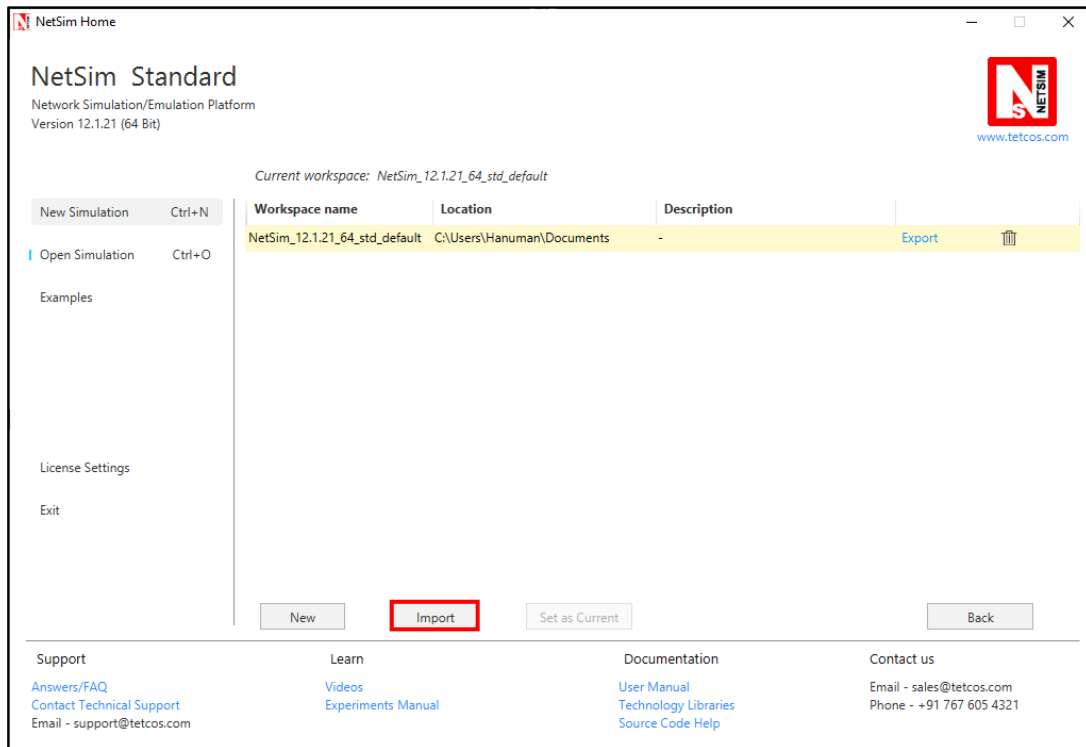 NetSim Home
NetSim Standard
Network Simulation/Emulation Platform
Version 12.1.21 (64 Bit)
N
S
NETSIM
www.tetcos.com
Current workspace: NetSim_12.1.21_64_std_default
New Simulation Ctrl+N
Open Simulation Ctrl+O
Examples
License Settings
Exit
Workspace name Location Description
NetSim_12.1.21_64_std_default C:\Users\Hanuman\Documents - Export
New Import Set as Current Back
Support
Answers/FAQ
Contact Technical Support
Email - support@tetcos.com
Learn
Videos
Experiments Manual
Documentation
User Manual
Technology Libraries
Source Code Help
Contact us
Email - sales@tetcos.com
Phone - +91 767 605 4321